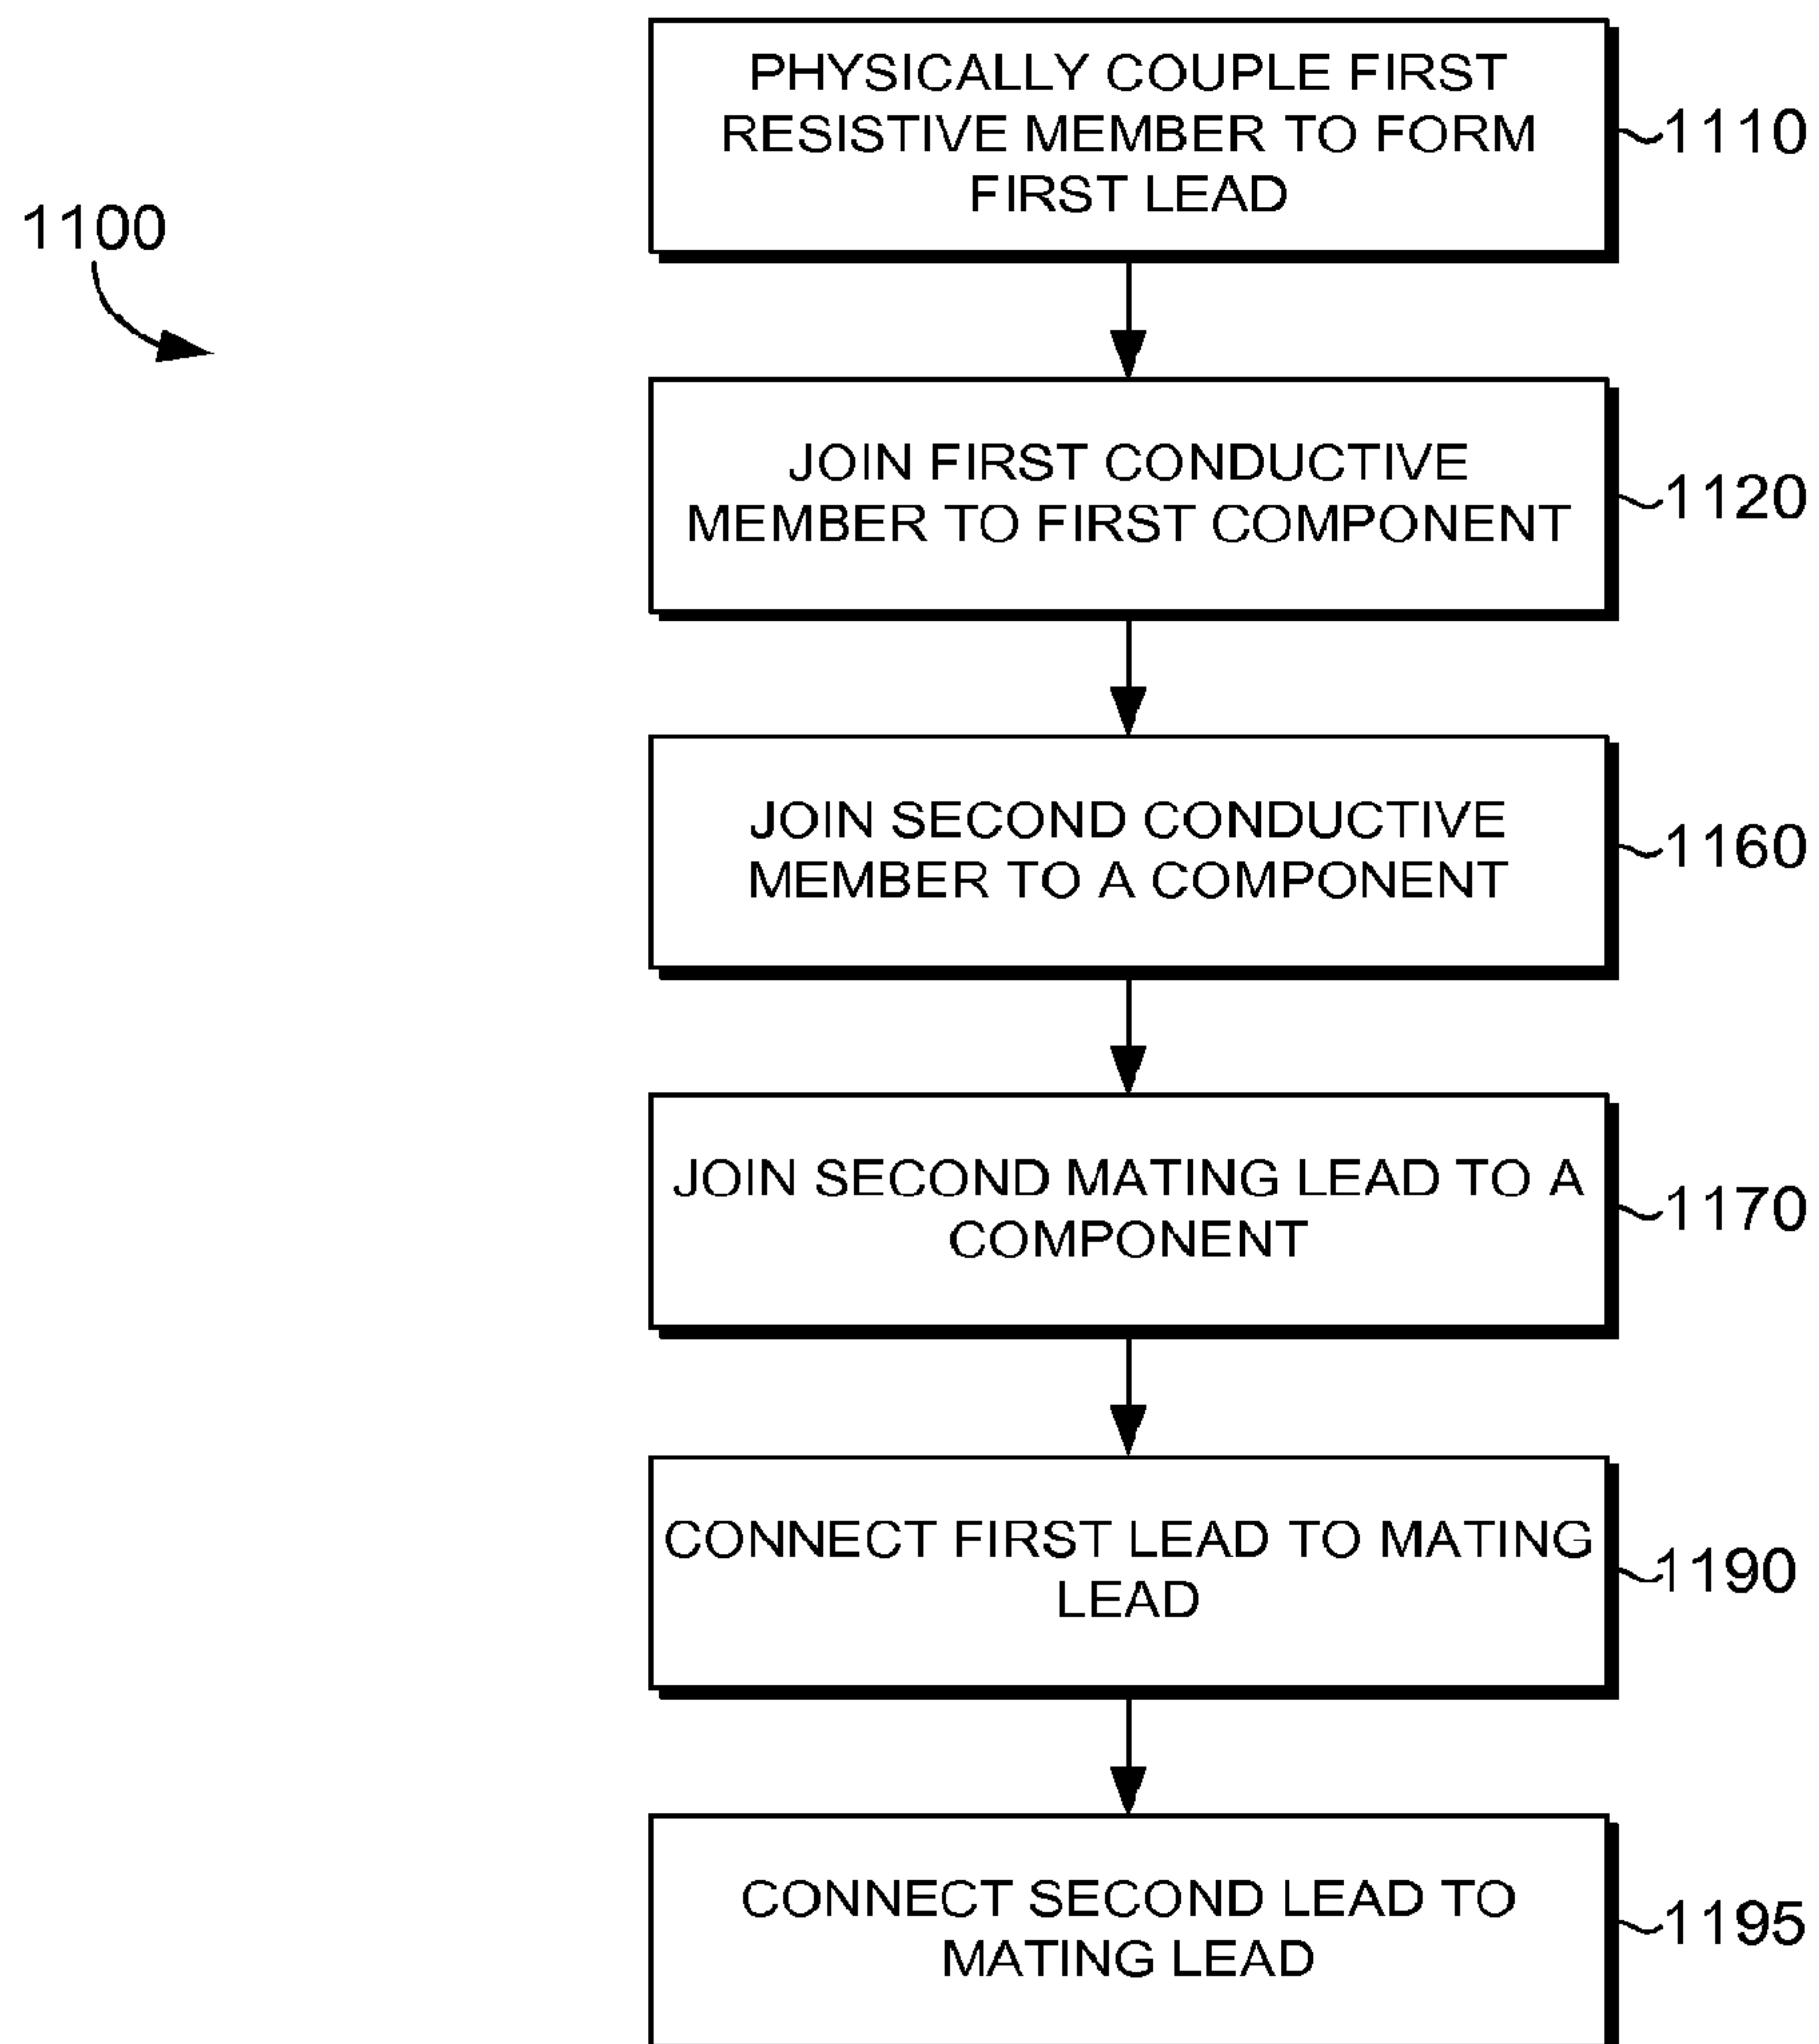 PHYSICALLY COUPLE FIRST
RESISTIVE MEMBER TO FORM
FIRST LEAD
1110
1100
JOIN FIRST CONDUCTIVE
MEMBER TO FIRST COMPONENT
1120
JOIN SECOND CONDUCTIVE
MEMBER TO A COMPONENT
1160
JOIN SECOND MATING LEAD TO A
COMPONENT
1170
CONNECT FIRST LEAD TO MATING
LEAD
1190
CONNECT SECOND LEAD TO
MATING LEAD
1195